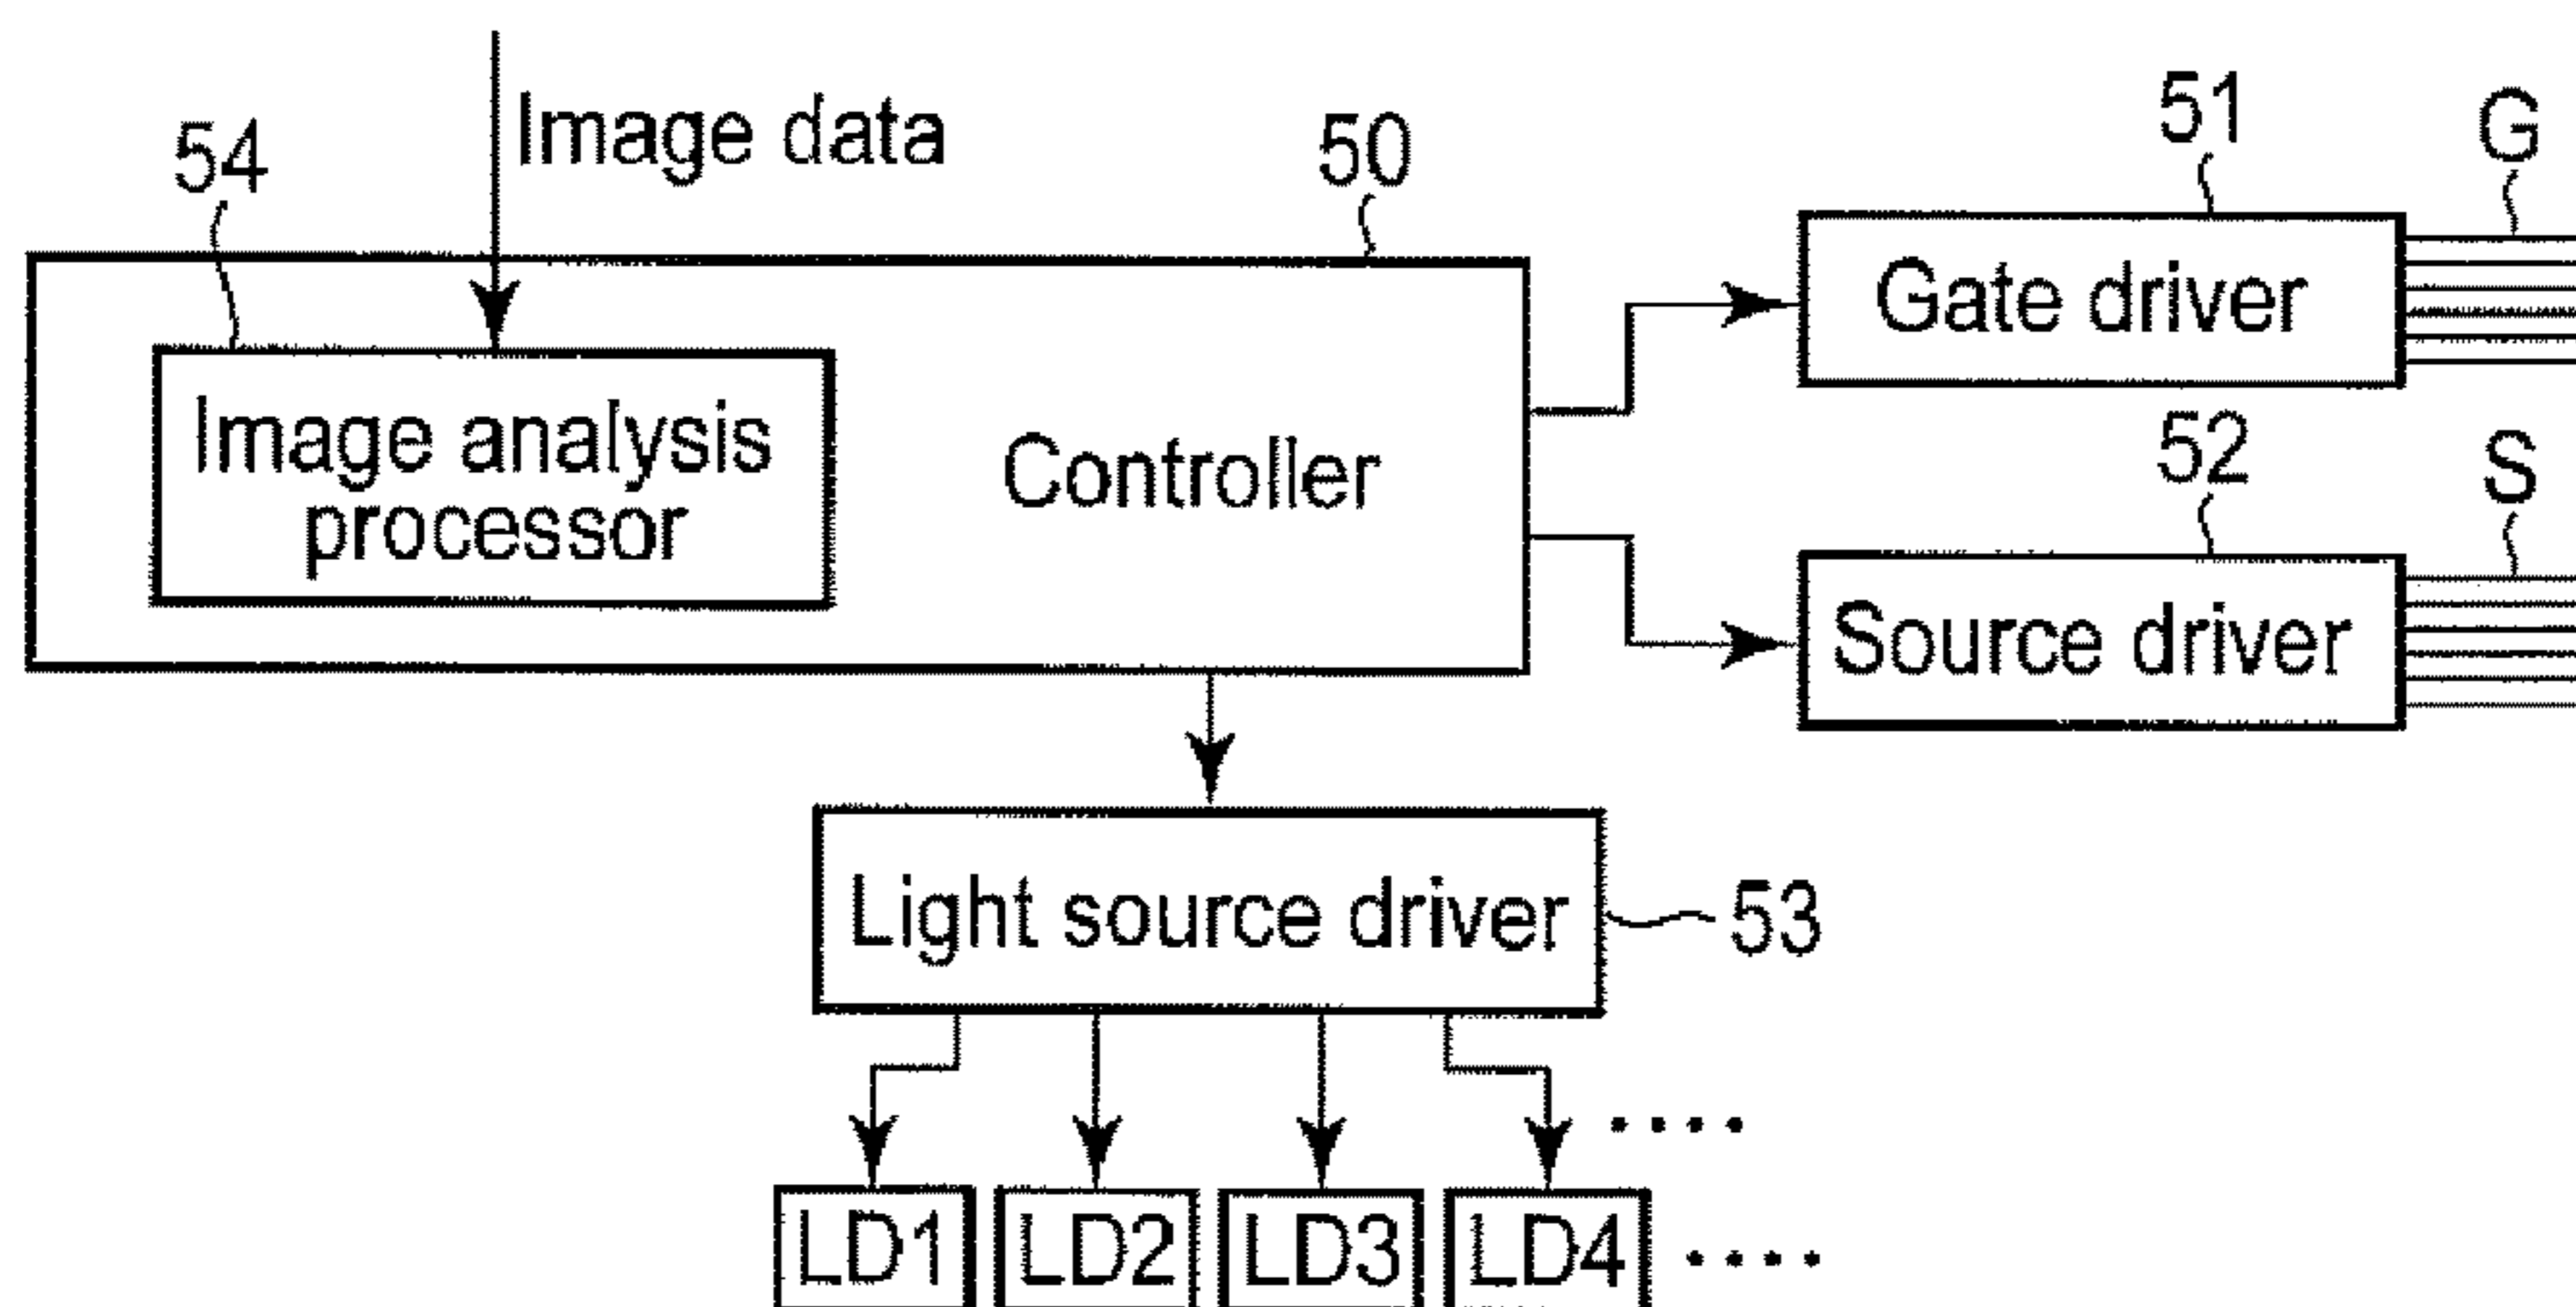 Image data
54
50
51
G
Image analysis
processor
Controller
Gate driver
52
S
Source driver
Light source driver
53
....
LD1
LD2
LD3
LD4
....